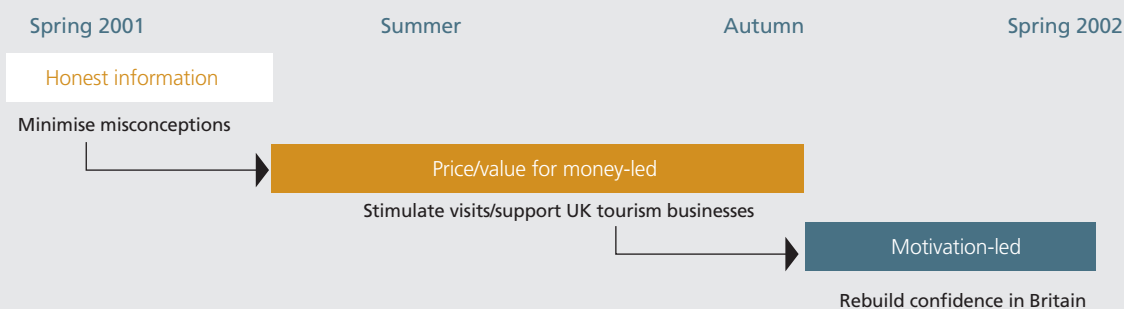 Spring 2001 Summer Autumn Spring 2002
Honest information
Minimise misconceptions
Price/value for money-led
Stimulate visits/support UK tourism businesses
Motivation-led
Rebuild confidence in Britain